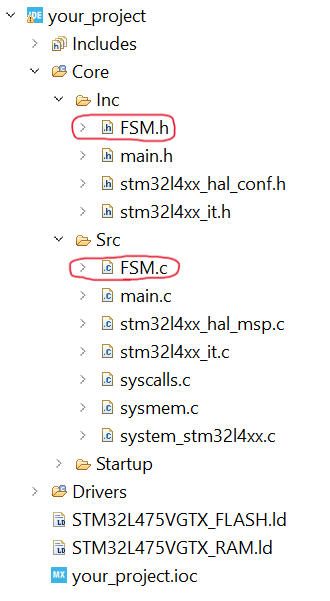 your_project
Includes
Core
Inc
FSM.h
main.h
stm32l4xx_hal_conf.h
stm32l4xx_it.h
Src
FSM.c
main.c
stm32l4xx_hal_msp.c
stm32l4xx_it.c
syscalls.c
sysmem.c
system_stm32l4xx.c
Startup
Drivers
STM32L475VGTX_FLASH.ld
STM32L475VGTX_RAM.ld
MX your_project.ioc